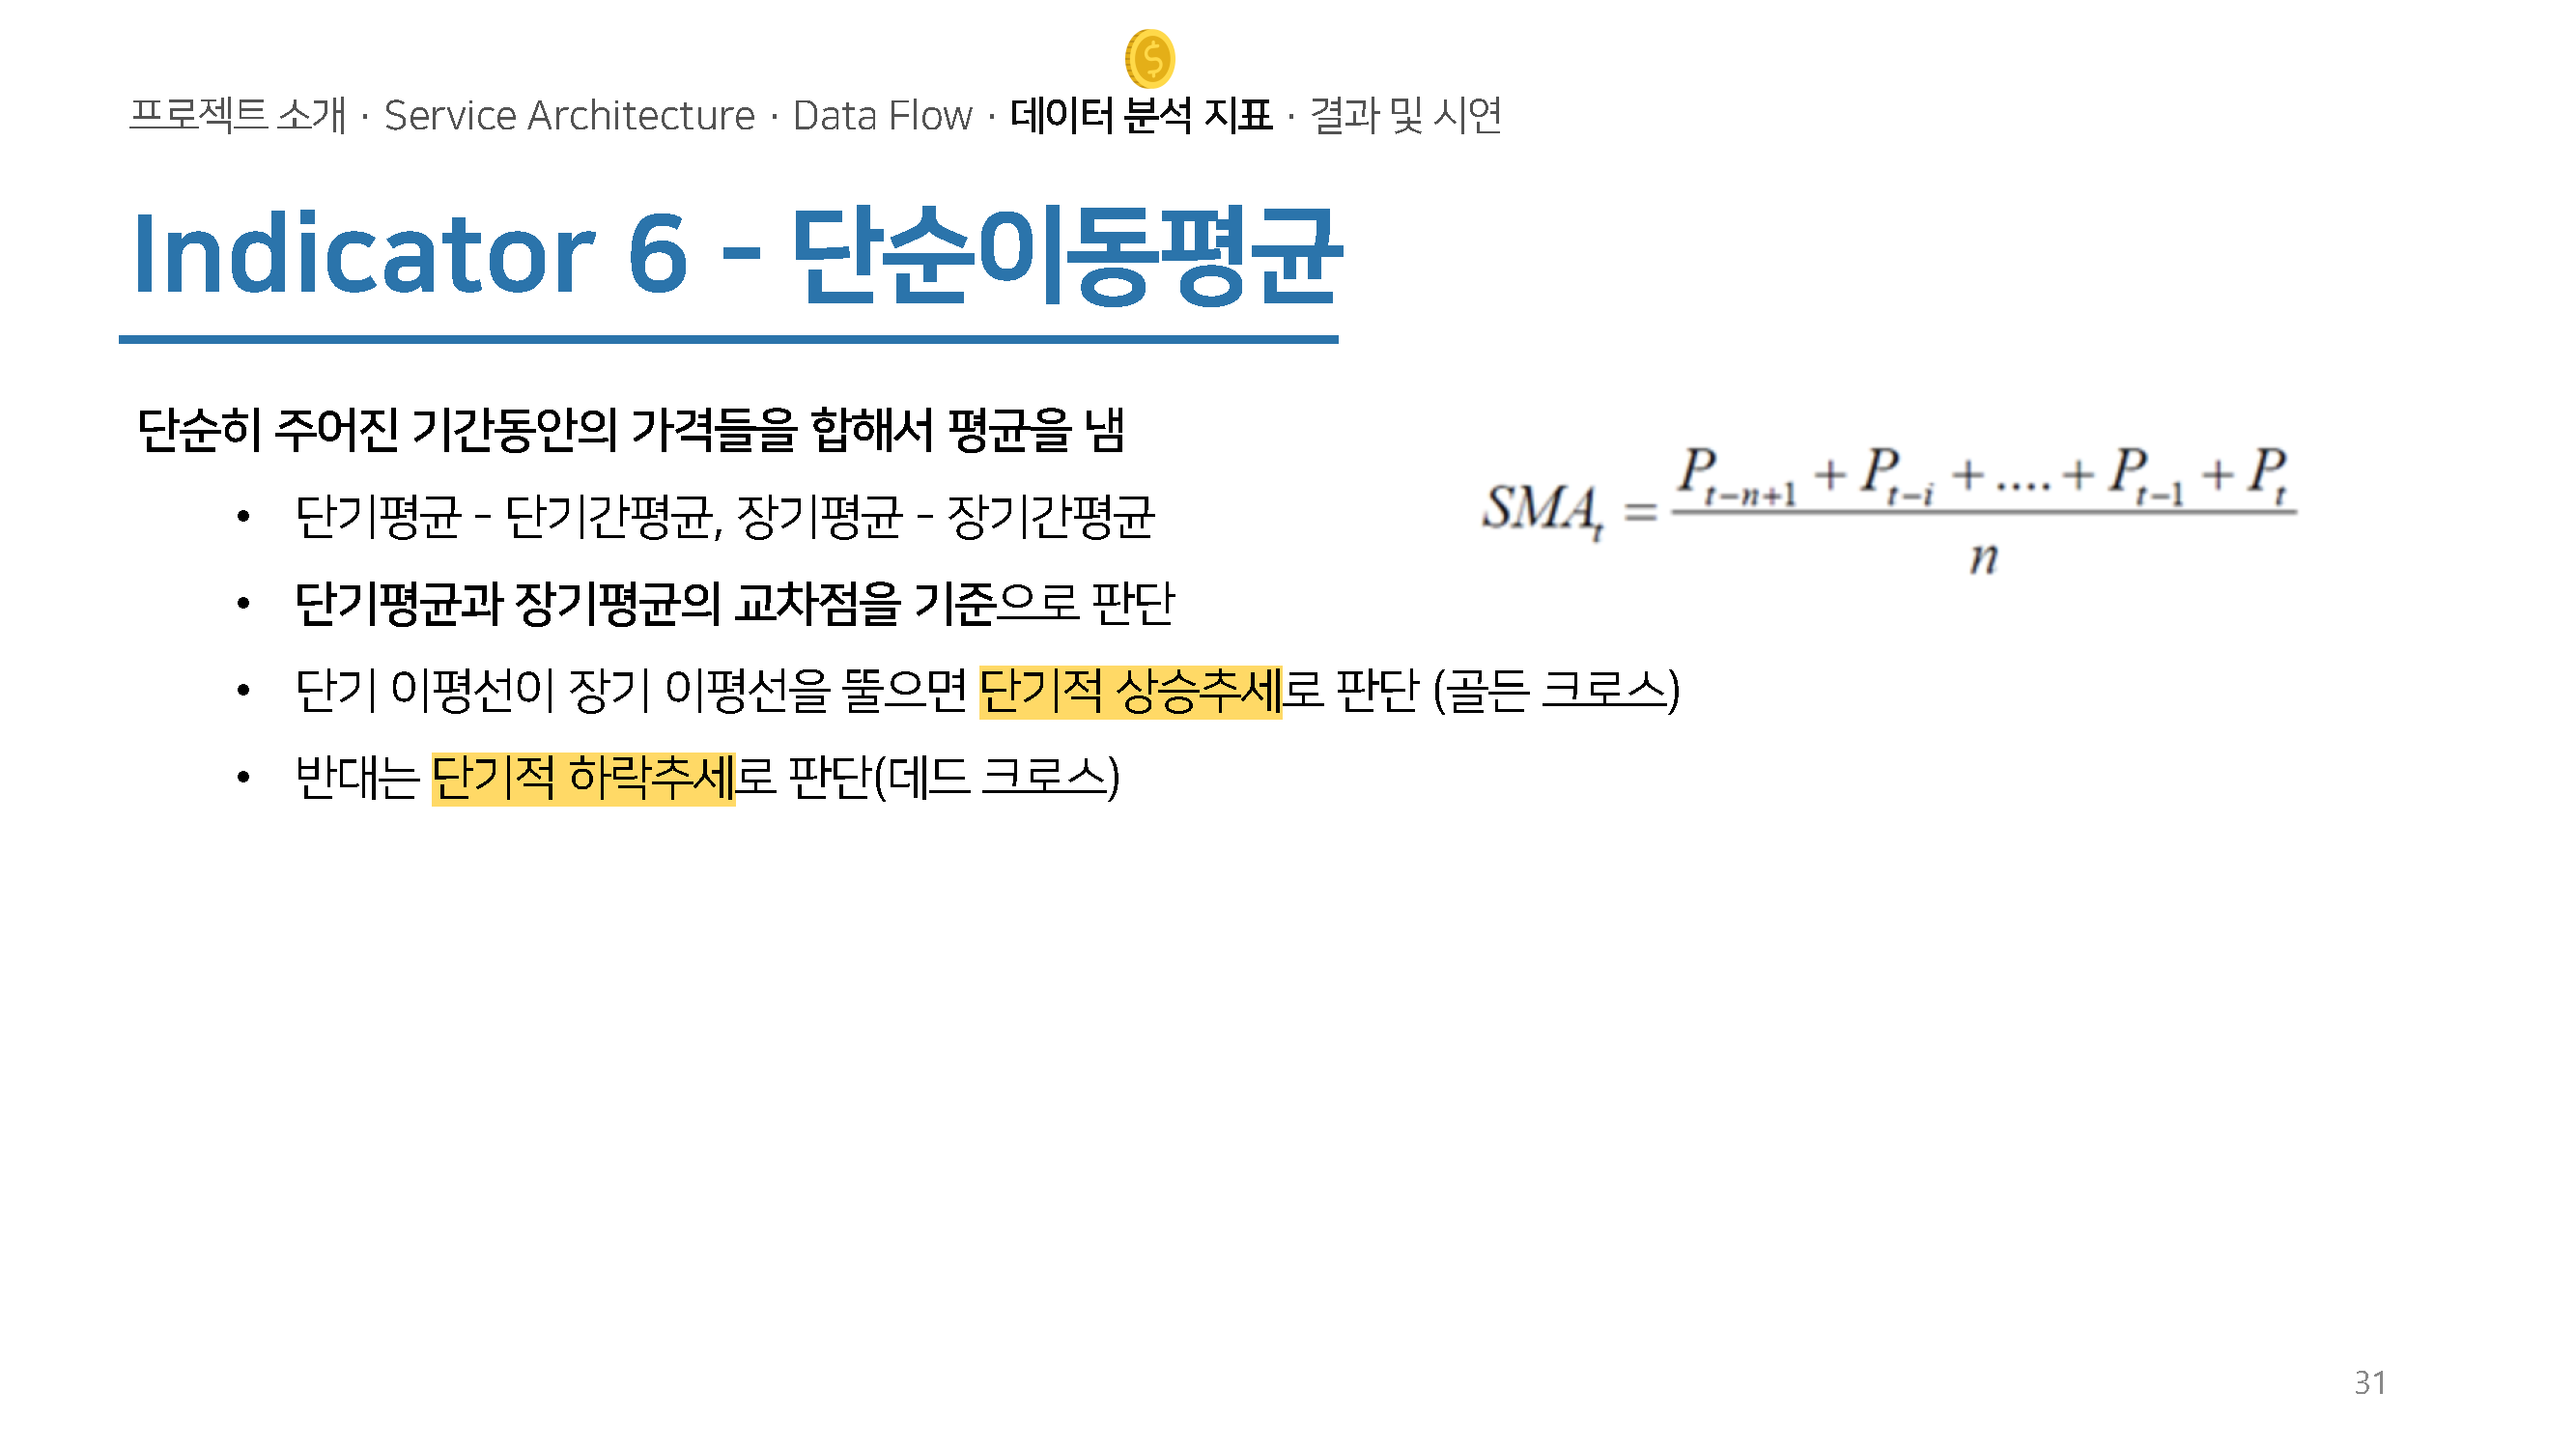 프로젝트 소개 · Service Architecture · Data Flow · 데이터 분석 지표 · 결과 및 시연
Indicator 6 - 단순이동평균
단순히 주어진 기간동안의 가격들을 합해서 평균을 냄
• 단기평균 - 단기간평균, 장기평균 - 장기간평균
• 단기평균과 장기평균의 교차점을 기준으로 판단
• 단기 이평선이 장기 이평선을 뚫으면 단기적 상승추세로 판단 (골든 크로스)
• 반대는 단기적 하락추세로 판단(데드 크로스)
SMA_t = (P_{t-n+1} + P_{t-i} + .... + P_{t-1} + P_t) / n
31